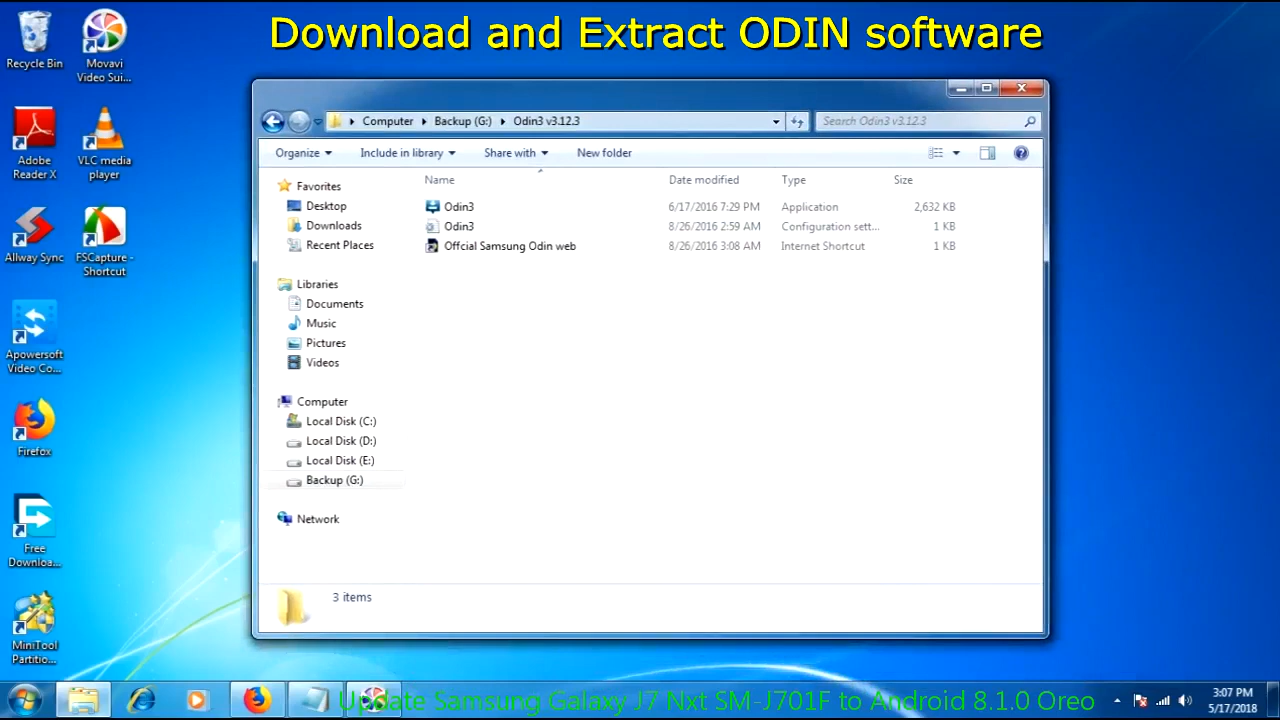 Download and Extract ODIN software
Recycle Bin
Movavi
Video Sui...
Adobe
Reader X
VLC media
player
Allway Sync
FSCapture -
Shortcut
Apowersoft
Video Co...
Firefox
Free
Downloa...
MiniTool
Partitio...
Computer Backup (G:) Odin3 v3.12.3
Search Odin3 v3.12.3
Organize Include in library Share with New folder
Favorites
Desktop
Downloads
Recent Places
Libraries
Documents
Music
Pictures
Videos
Computer
Local Disk (C:)
Local Disk (D:)
Local Disk (E:)
Backup (G:)
Network
Name Date modified Type Size
Odin3 6/17/2016 7:29 PM Application 2,632 KB
Odin3 8/26/2016 2:59 AM Configuration sett... 1 KB
Offcial Samsung Odin web 8/26/2016 3:08 AM Internet Shortcut 1 KB
3 items
Update Samsung Galaxy J7 Nxt SM-J701F to Android 8.1.0 Oreo
3:07 PM
5/17/2018